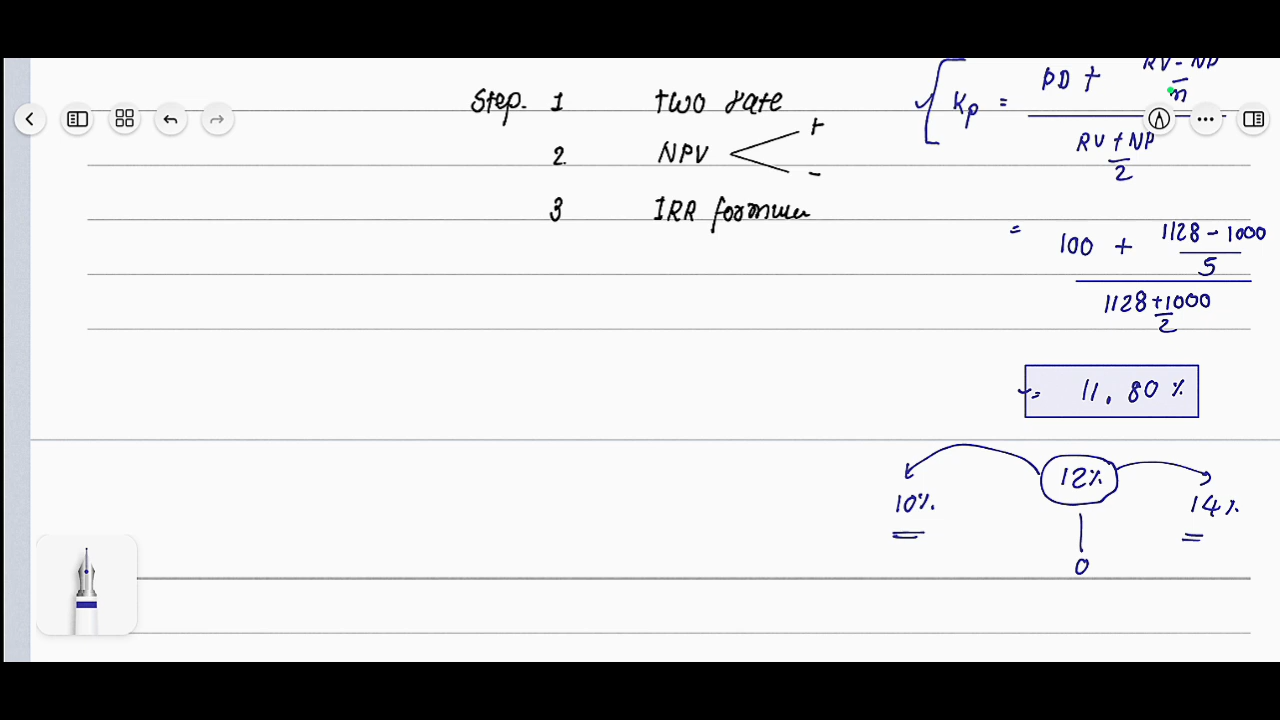 Step. 1 two rate
2. NPV + -
3 IRR formula
Kp = PD + RV - NP / n
RV + NP / 2
= 100 + 1128 - 1000 / 5
1128 + 1000 / 2
= 11.80 %
12%
10%. 14%
0